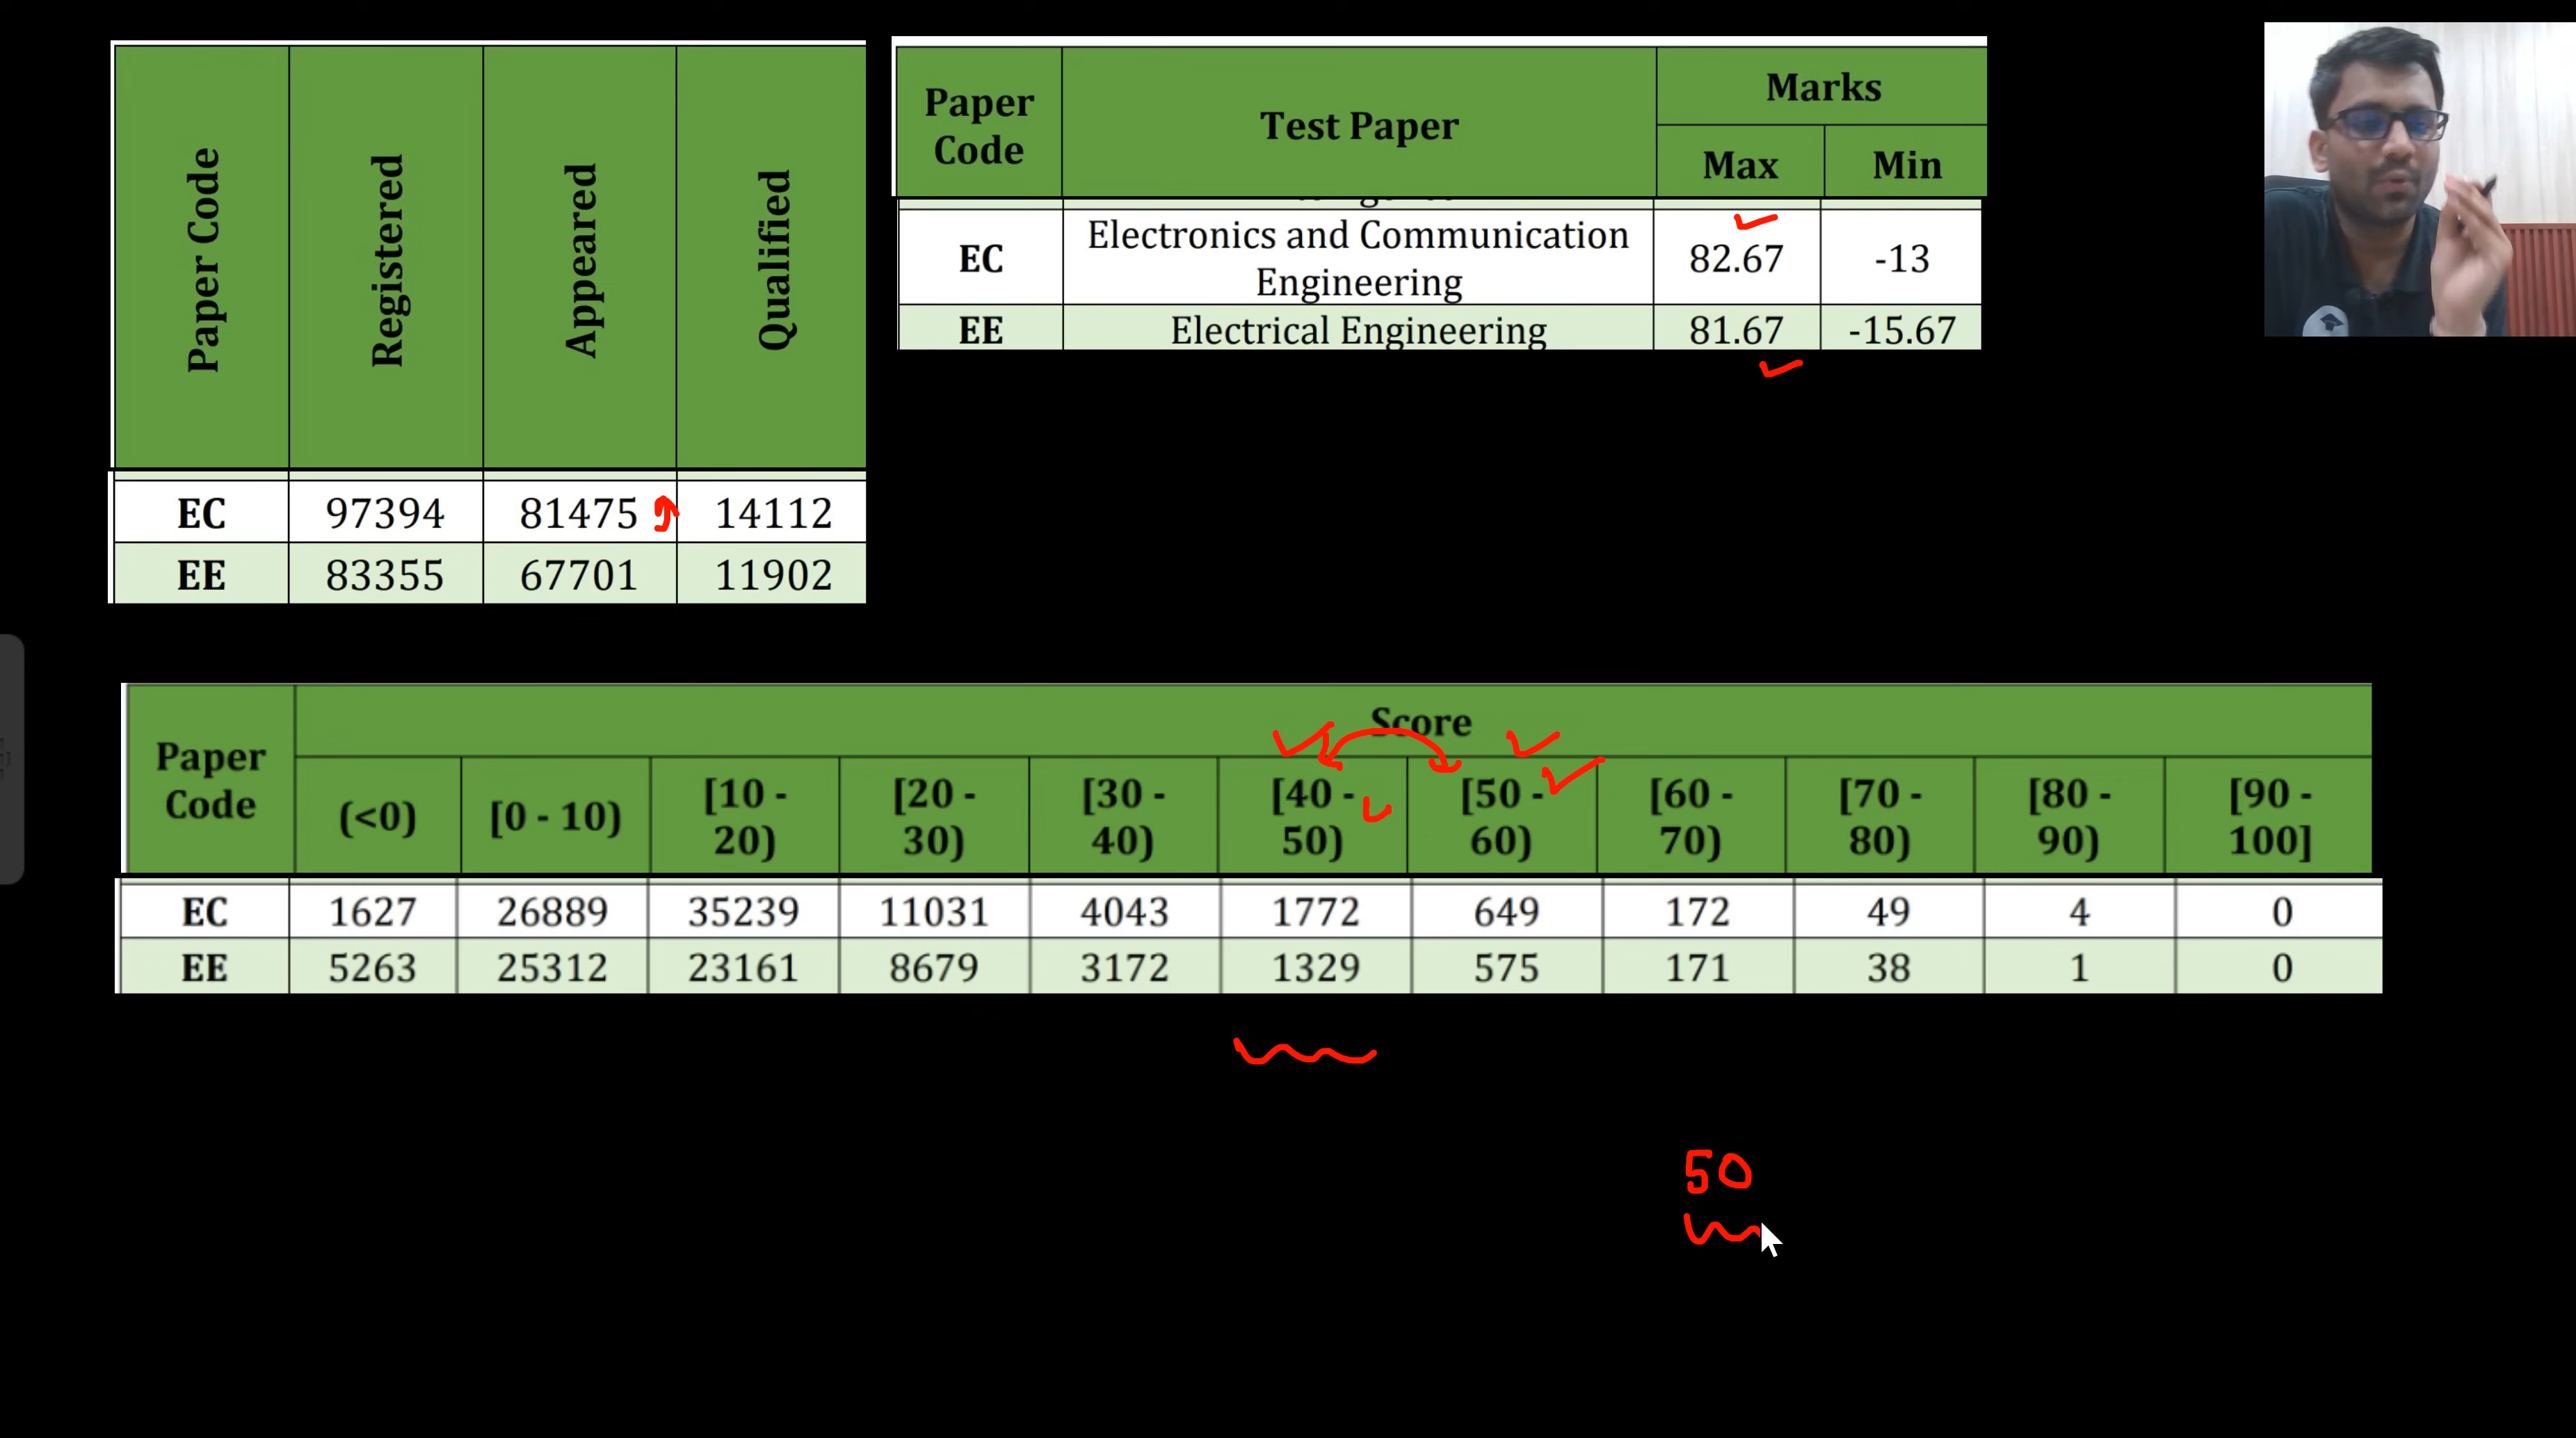 Paper Code Registered Appeared Qualified
EC 97394 81475 14112
EE 83355 67701 11902
Paper Code Test Paper Marks
Max Min
EC Electronics and Communication Engineering 82.67 -13
EE Electrical Engineering 81.67 -15.67
Paper Code Score
(<0) [0 - 10) [10 - 20) [20 - 30) [30 - 40) [40 - 50) [50 - 60) [60 - 70) [70 - 80) [80 - 90) [90 - 100]
EC 1627 26889 35239 11031 4043 1772 649 172 49 4 0
EE 5263 25312 23161 8679 3172 1329 575 171 38 1 0
50